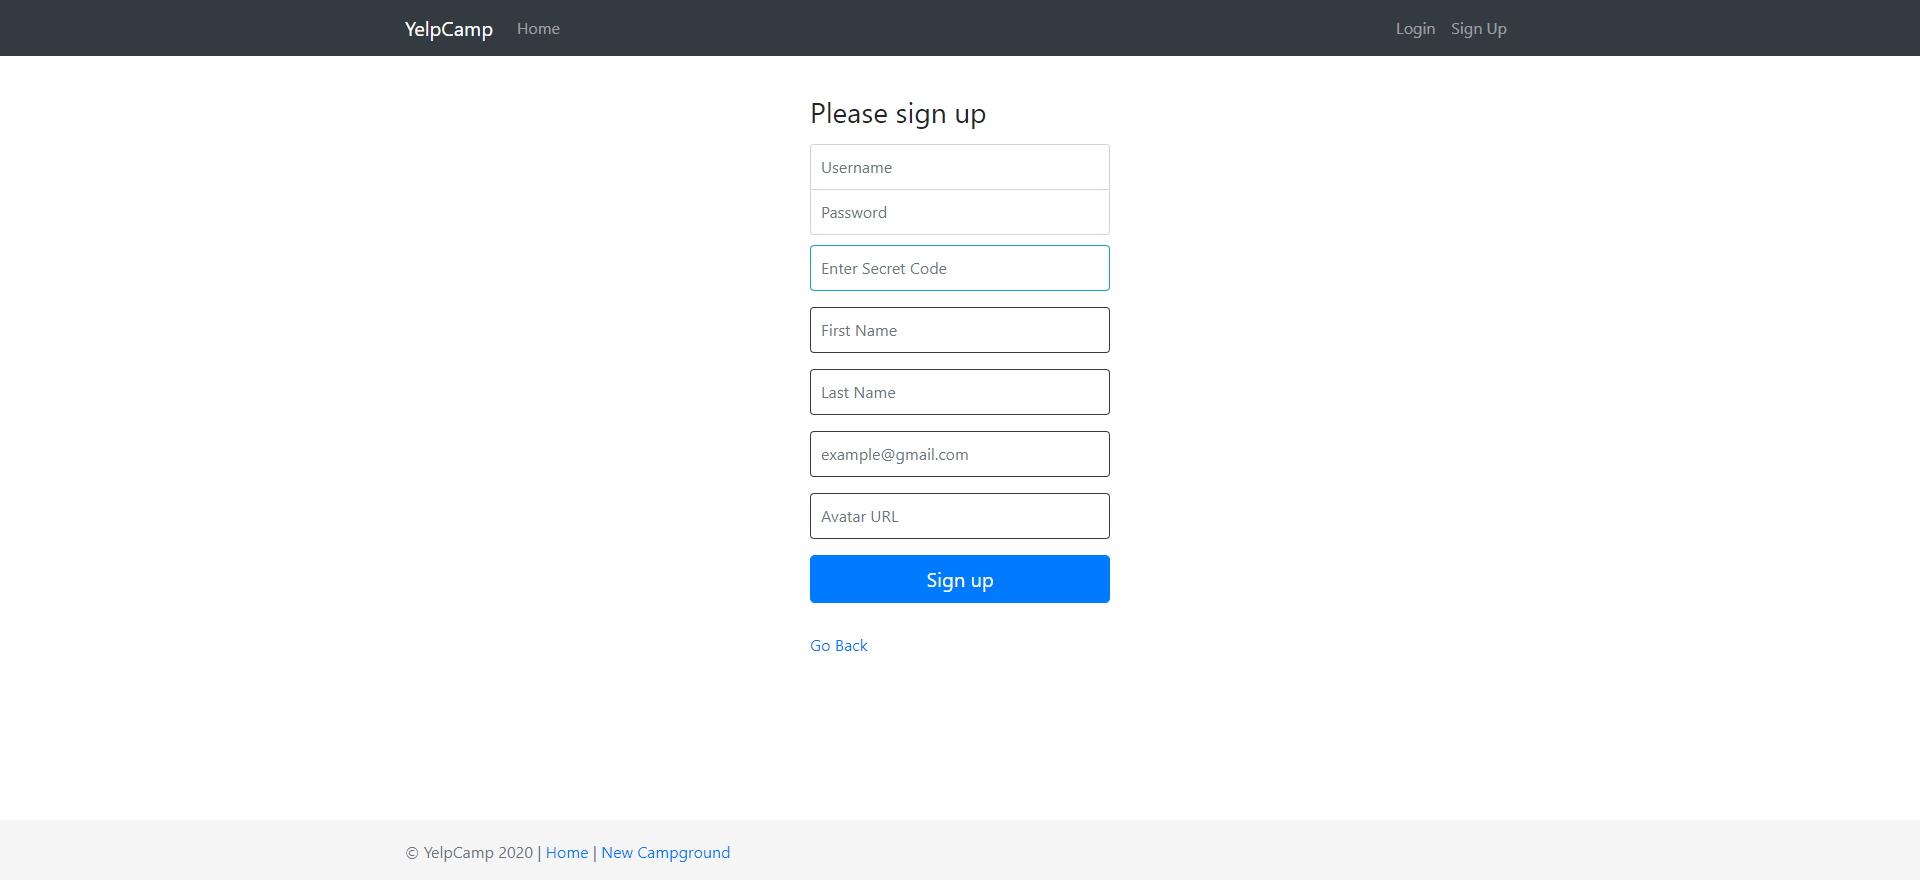 YelpCamp Home Login Sign Up
Please sign up
Username
Password
Enter Secret Code
First Name
Last Name
example@gmail.com
Avatar URL
Sign up
Go Back
© YelpCamp 2020 | Home | New Campground